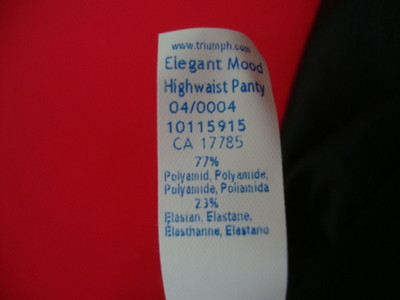 www.triumph.com
Elegant Mood
Highwaist Panty
04/0004
10115915
CA 17785
77%
Polyamid, Polyamide,
Polyamide, Poliamida
23%
Elastan, Elastane,
Élasthanne, Elastano